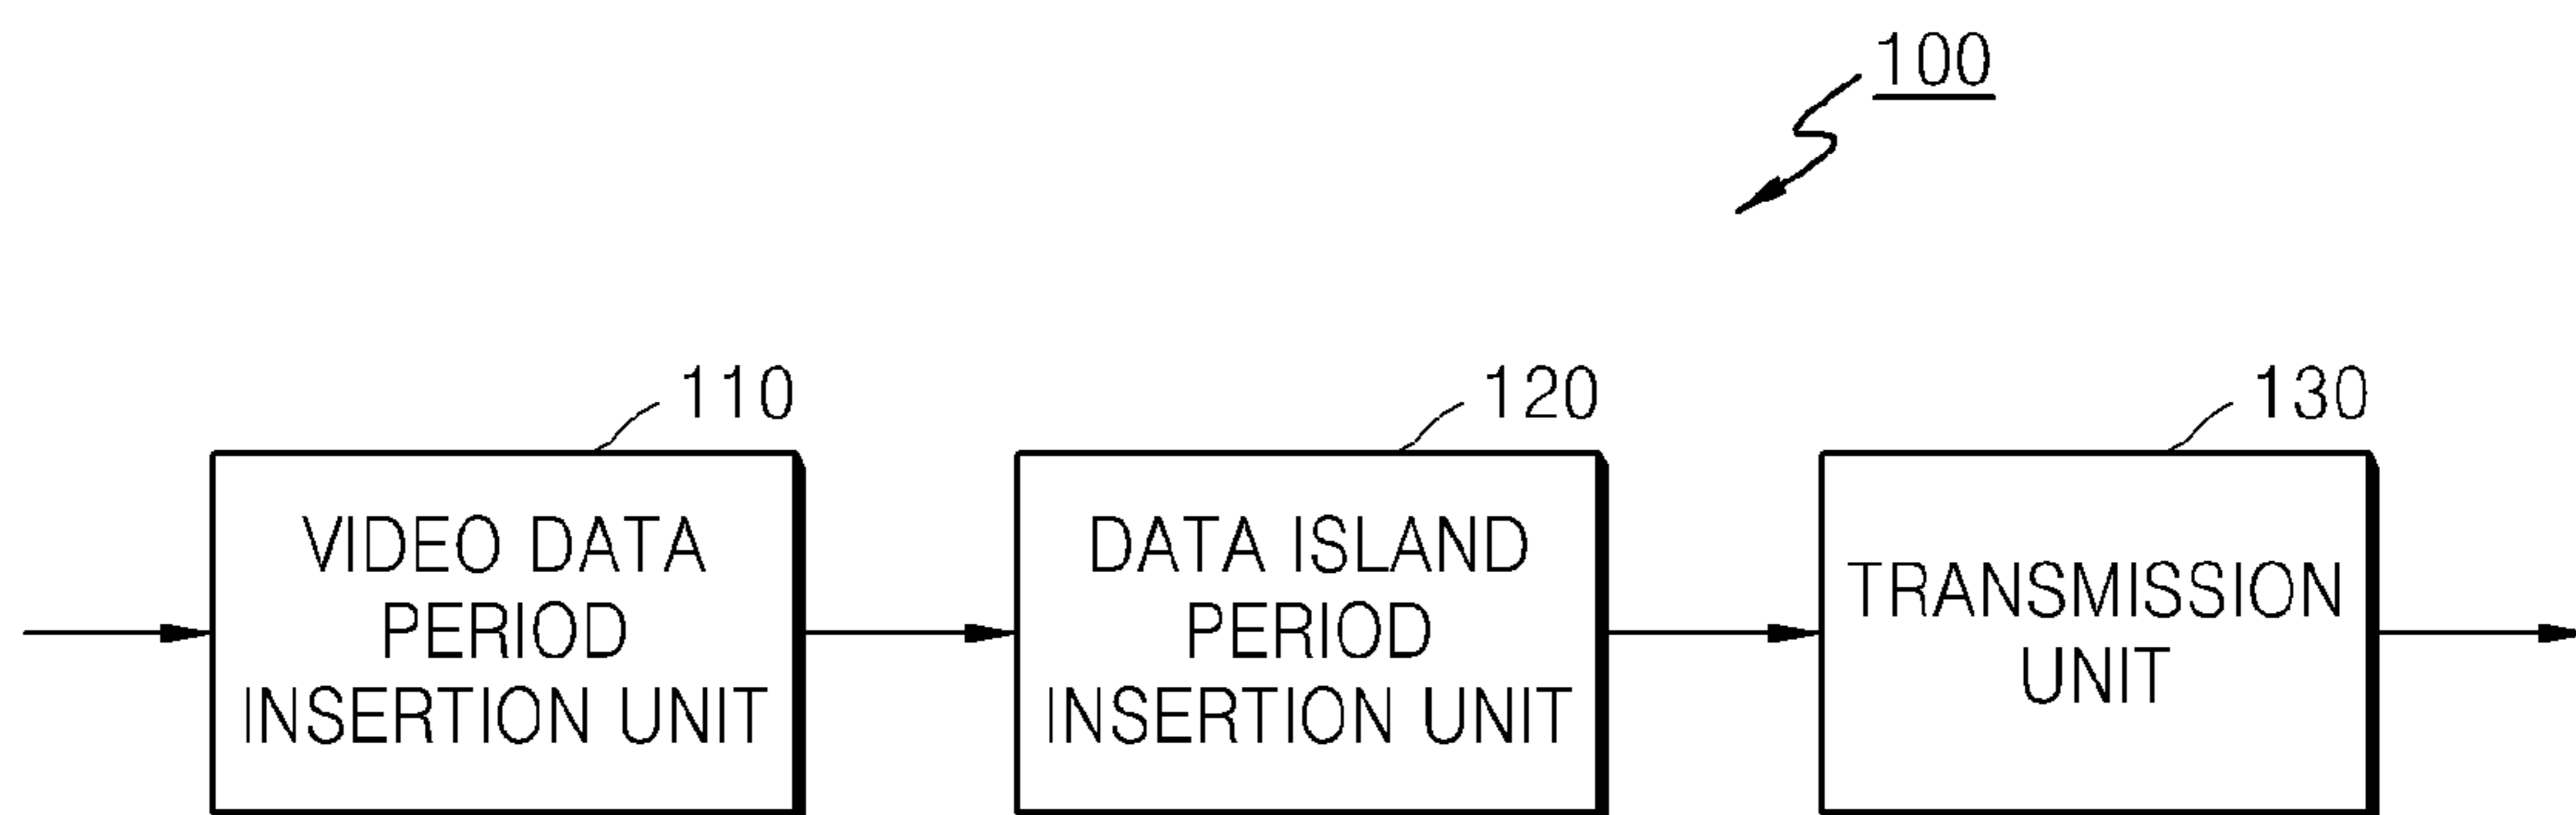 100
110
120
130
VIDEO DATA
PERIOD
INSERTION UNIT
DATA ISLAND
PERIOD
INSERTION UNIT
TRANSMISSION
UNIT